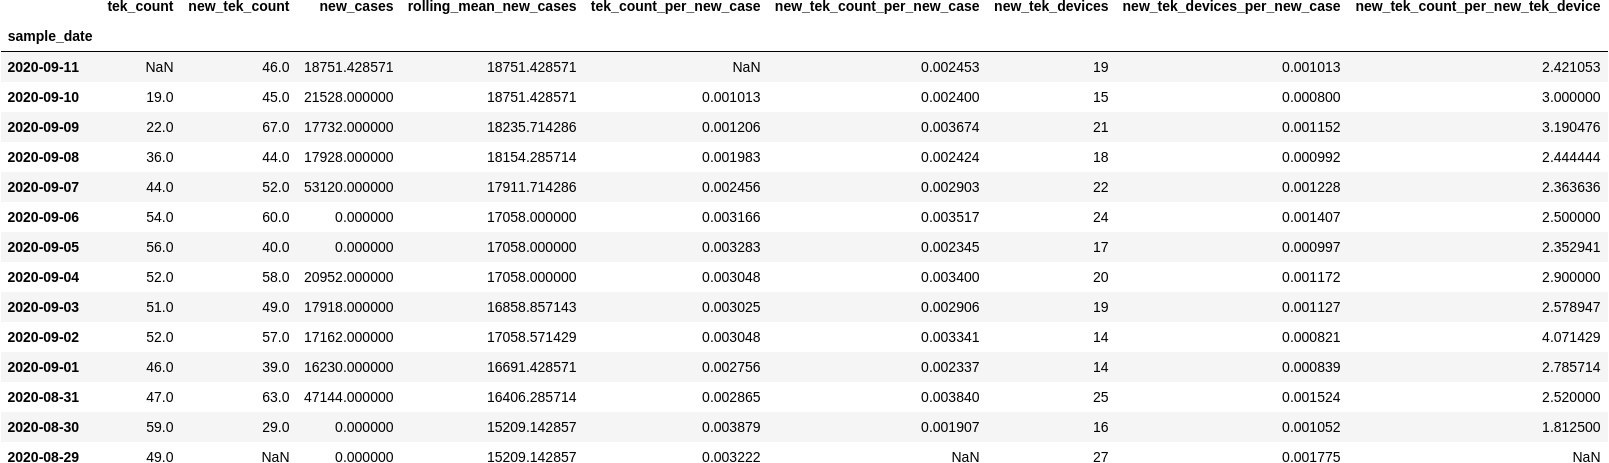 tek_count new_tek_count new_cases rolling_mean_new_cases tek_count_per_new_case new_tek_count_per_new_case new_tek_devices new_tek_devices_per_new_case new_tek_count_per_new_tek_device
sample_date
2020-09-11 NaN 46.0 18751.428571 18751.428571 NaN 0.002453 19 0.001013 2.421053
2020-09-10 19.0 45.0 21528.000000 18751.428571 0.001013 0.002400 15 0.000800 3.000000
2020-09-09 22.0 67.0 17732.000000 18235.714286 0.001206 0.003674 21 0.001152 3.190476
2020-09-08 36.0 44.0 17928.000000 18154.285714 0.001983 0.002424 18 0.000992 2.444444
2020-09-07 44.0 52.0 53120.000000 17911.714286 0.002456 0.002903 22 0.001228 2.363636
2020-09-06 54.0 60.0 0.000000 17058.000000 0.003166 0.003517 24 0.001407 2.500000
2020-09-05 56.0 40.0 0.000000 17058.000000 0.003283 0.002345 17 0.000997 2.352941
2020-09-04 52.0 58.0 20952.000000 17058.000000 0.003048 0.003400 20 0.001172 2.900000
2020-09-03 51.0 49.0 17918.000000 16858.857143 0.003025 0.002906 19 0.001127 2.578947
2020-09-02 52.0 57.0 17162.000000 17058.571429 0.003048 0.003341 14 0.000821 4.071429
2020-09-01 46.0 39.0 16230.000000 16691.428571 0.002756 0.002337 14 0.000839 2.785714
2020-08-31 47.0 63.0 47144.000000 16406.285714 0.002865 0.003840 25 0.001524 2.520000
2020-08-30 59.0 29.0 0.000000 15209.142857 0.003879 0.001907 16 0.001052 1.812500
2020-08-29 49.0 NaN 0.000000 15209.142857 0.003222 NaN 27 0.001775 NaN